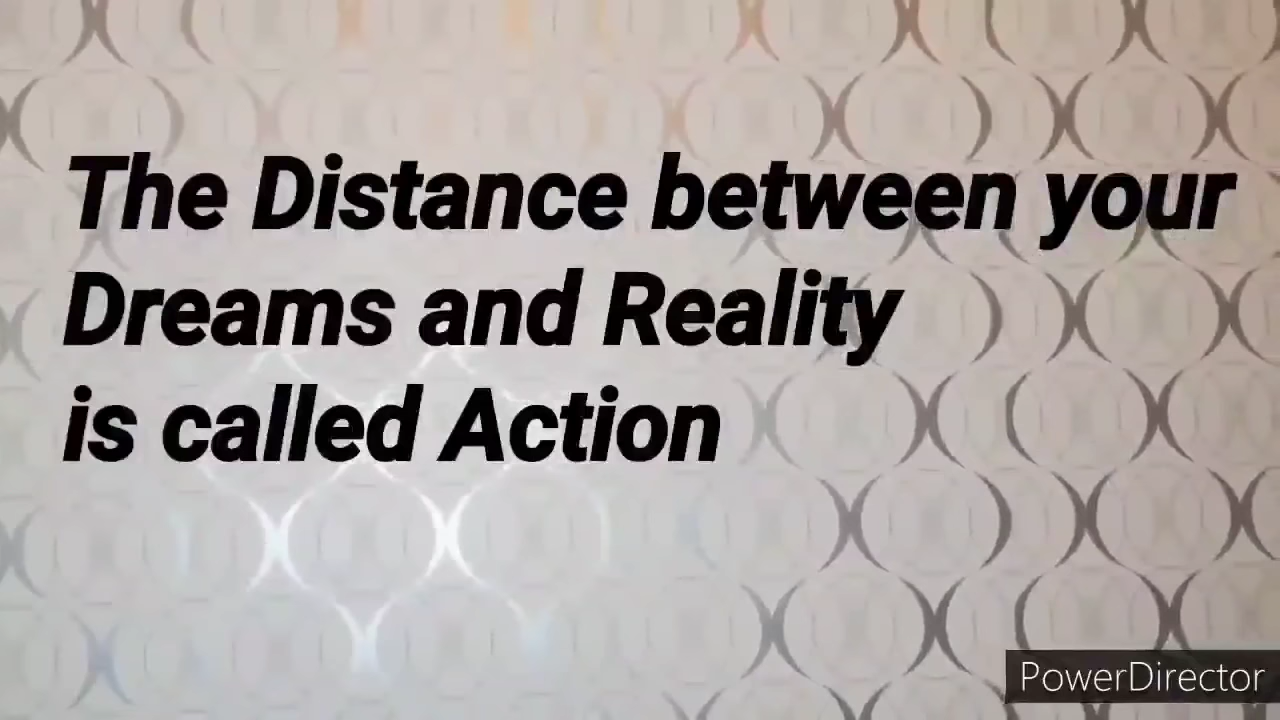 The Distance between your
Dreams and Reality
is called Action
PowerDirector